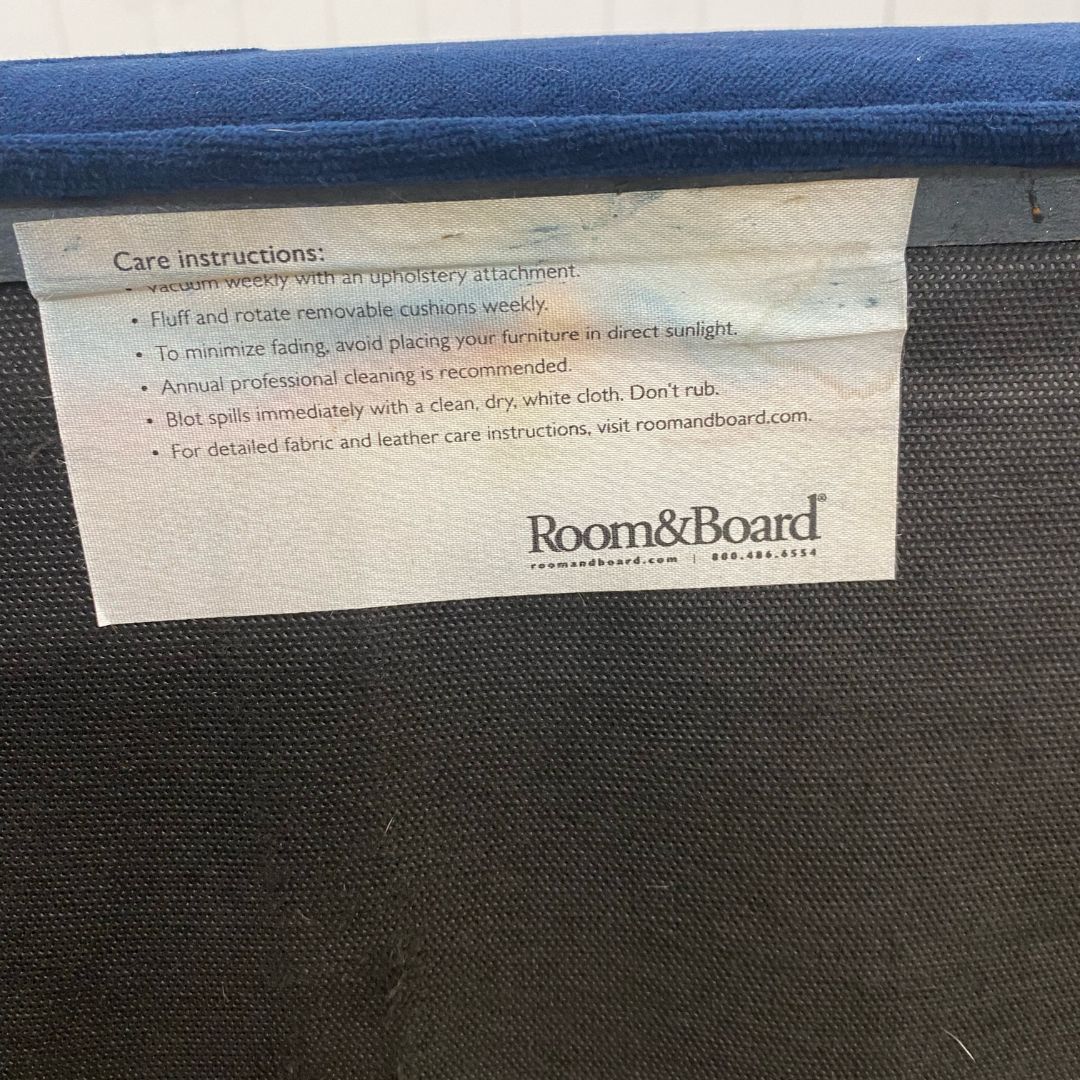 Care instructions:
• Vacuum weekly with an upholstery attachment.
• Fluff and rotate removable cushions weekly.
• To minimize fading, avoid placing your furniture in direct sunlight.
• Annual professional cleaning is recommended.
• Blot spills immediately with a clean, dry, white cloth. Don't rub.
• For detailed fabric and leather care instructions, visit roomandboard.com.
Room&Board®
roomandboard.com | 800.486.6554